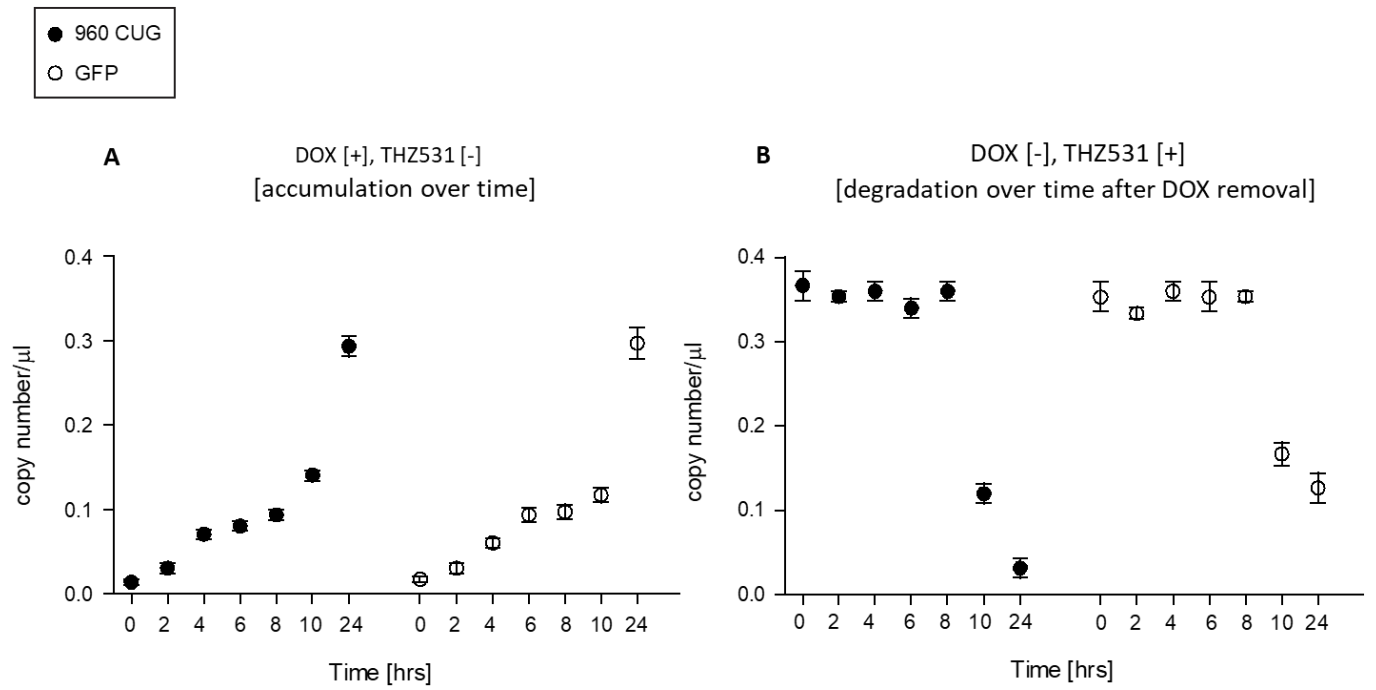 960 CUG
GFP
A
DOX [+], THZ531 [-]
[accumulation over time]
copy number/µl
0.4
0.3
0.2
0.1
0.0
0 2 4 6 8 10 24 0 2 4 6 8 10 24
Time [hrs]
B
DOX [-], THZ531 [+]
[degradation over time after DOX removal]
copy number/µl
0.4
0.3
0.2
0.1
0.0
0 2 4 6 8 10 24 0 2 4 6 8 10 24
Time [hrs]